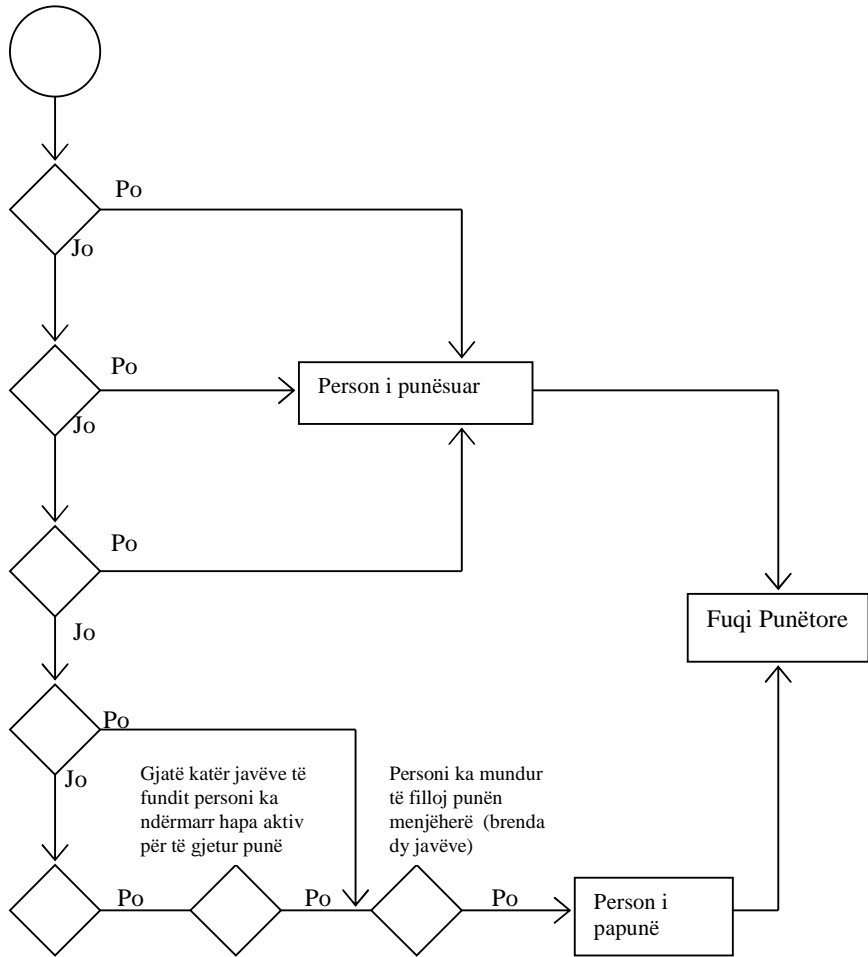 Po
Jo
Po
Person i punësuar
Jo
Po
Fuqi Punëtore
Jo
Po
Jo
Gjatë katër javëve të
fundit personi ka
ndërmarr hapa aktiv
për të gjetur punë
Personi ka mundur
të filloj punën
menjëherë (brenda
dy javëve)
Po
Po
Po
Person i
papunë